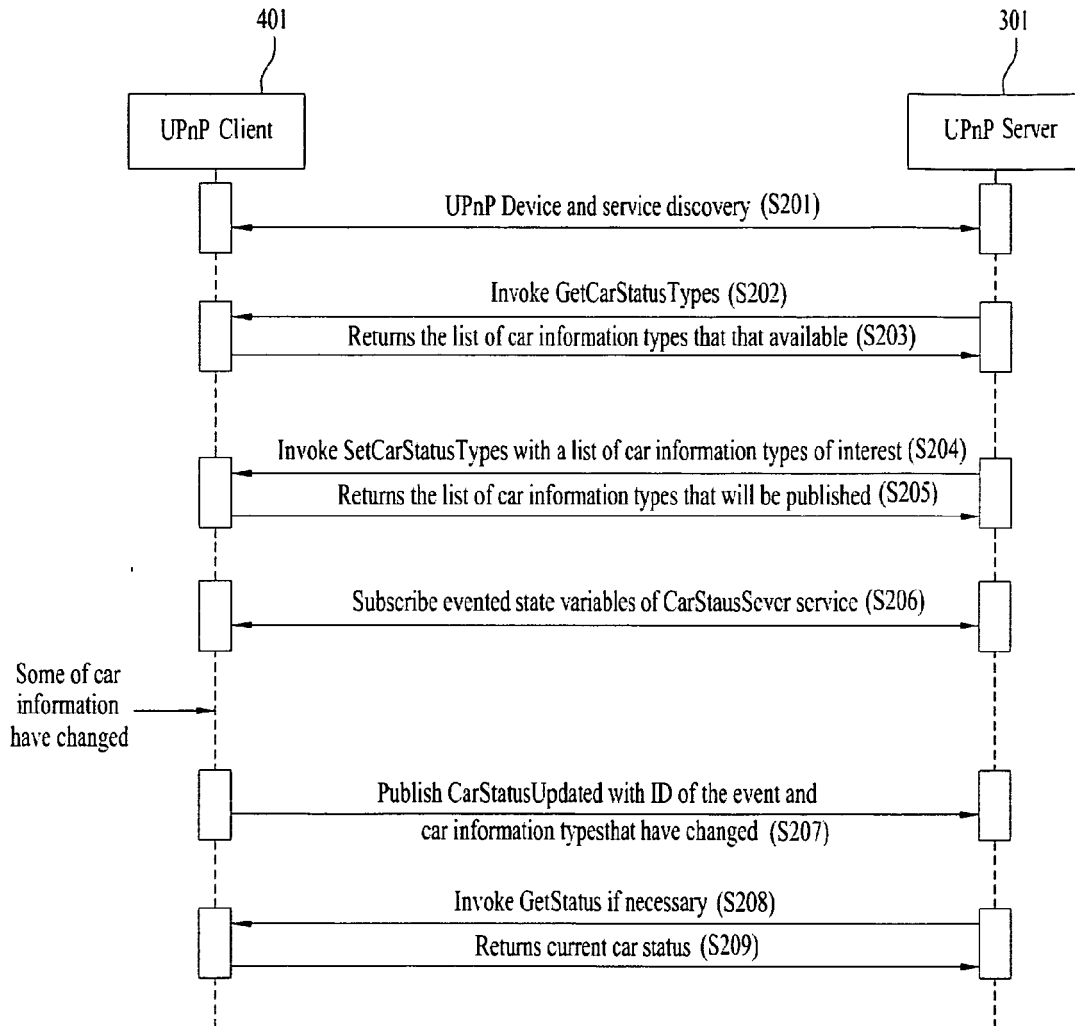 401
301
UPnP Client
UPnP Server
UPnP Device and service discovery (S201)
Invoke GetCarStatusTypes (S202)
Returns the list of car information types that that available (S203)
Invoke SetCarStatusTypes with a list of car information types of interest (S204)
Returns the list of car information types that will be published (S205)
Subscribe evented state variables of CarStausSever service (S206)
Some of car
information
have changed
Publish CarStatusUpdated with ID of the event and
car information typesthat have changed (S207)
Invoke GetStatus if necessary (S208)
Returns current car status (S209)